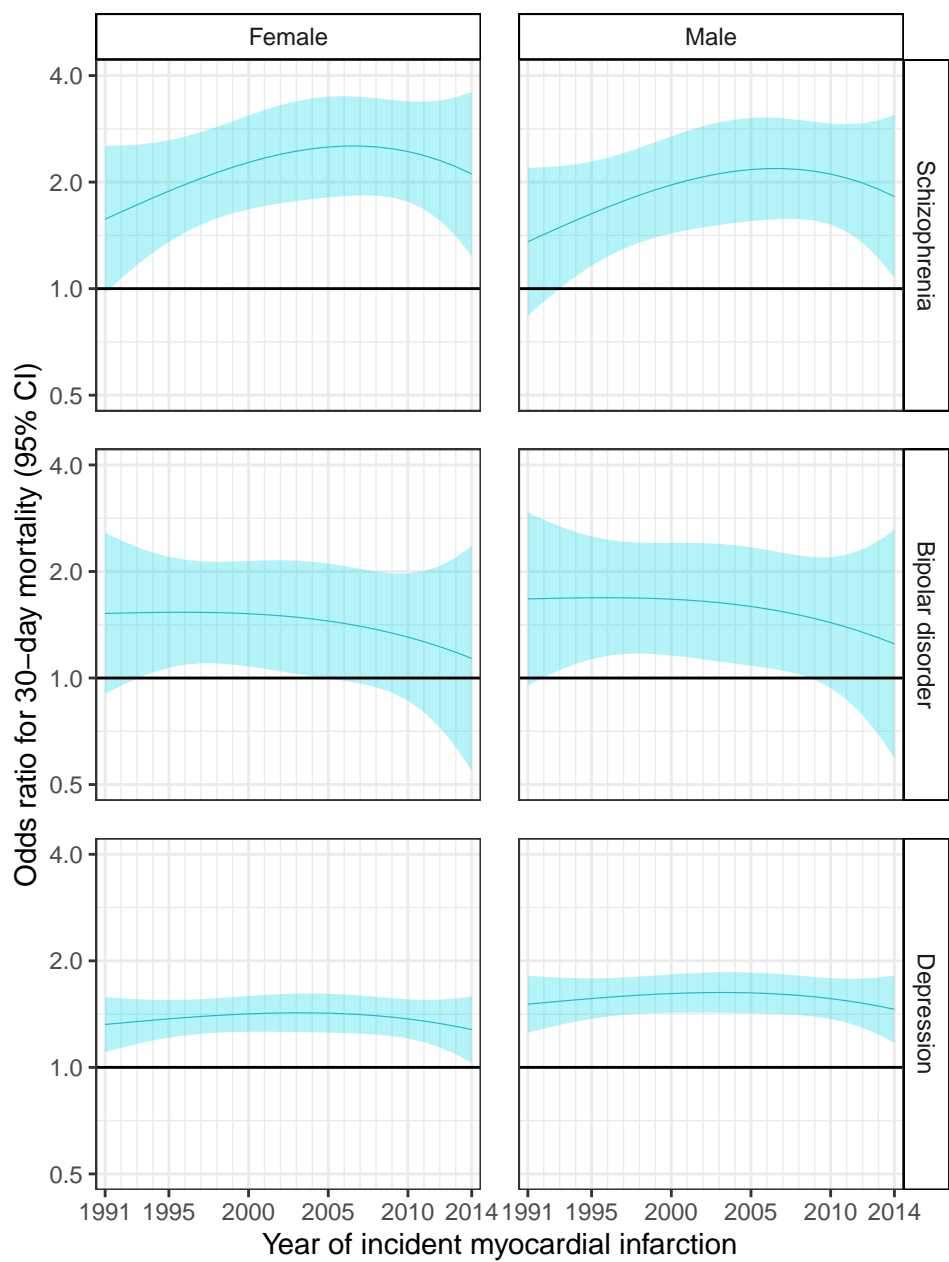 Female
Male
4.0
2.0
1.0
0.5
Schizophrenia
4.0
2.0
1.0
0.5
Bipolar disorder
4.0
2.0
1.0
0.5
Depression
Odds ratio for 30−day mortality (95% CI)
1991 1995 2000 2005 2010 2014 1991 1995 2000 2005 2010 2014
Year of incident myocardial infarction